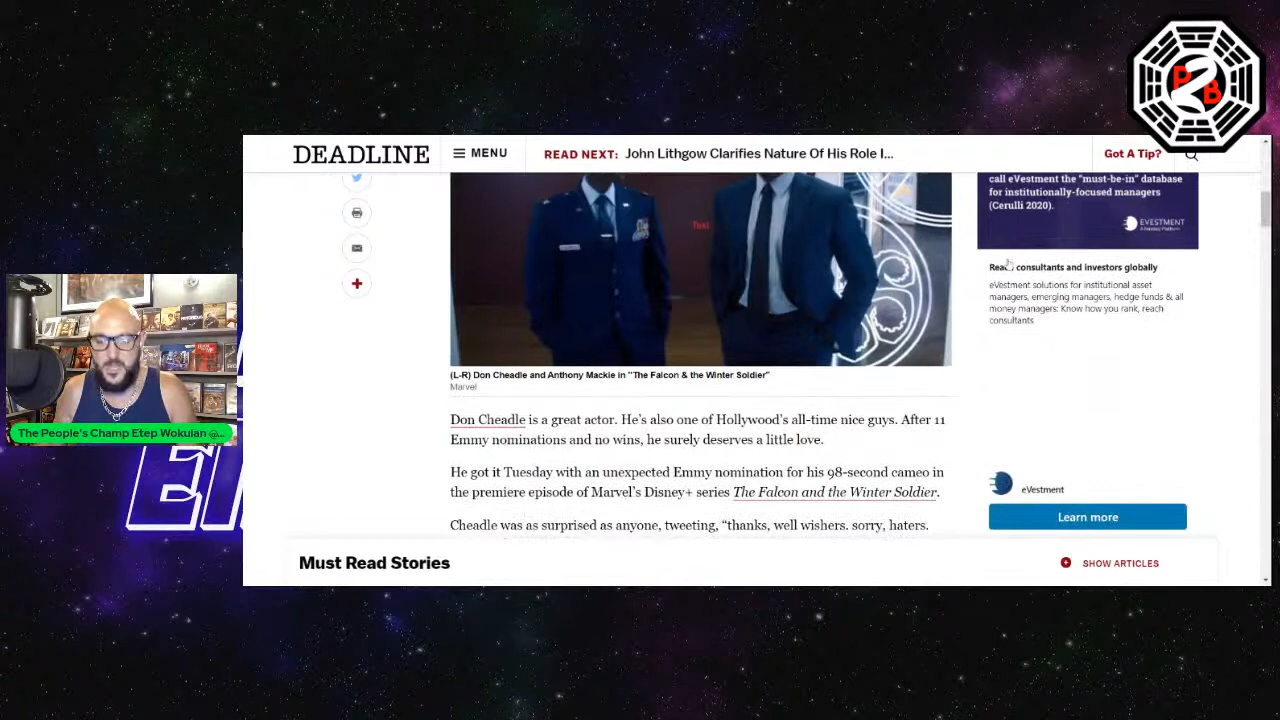 P 2 B
DEADLINE
MENU
READ NEXT: John Lithgow Clarifies Nature Of His Role I...
Got A Tip?
call eVestment the "must-be-in" database
for institutionally-focused managers
(Cerulli 2020).
EVESTMENT
Reach consultants and investors globally
eVestment solutions for institutional asset
managers, emerging managers, hedge funds & all
money managers: Know how you rank, reach
consultants
(L-R) Don Cheadle and Anthony Mackie in "The Falcon & the Winter Soldier"
Marvel
Don Cheadle is a great actor. He's also one of Hollywood's all-time nice guys. After 11
Emmy nominations and no wins, he surely deserves a little love.
He got it Tuesday with an unexpected Emmy nomination for his 98-second cameo in
the premiere episode of Marvel's Disney+ series The Falcon and the Winter Soldier.
Cheadle was as surprised as anyone, tweeting, "thanks, well wishers. sorry, haters.
eVestment
Learn more
Must Read Stories
SHOW ARTICLES
The People's Champ Etep Wokuian @...